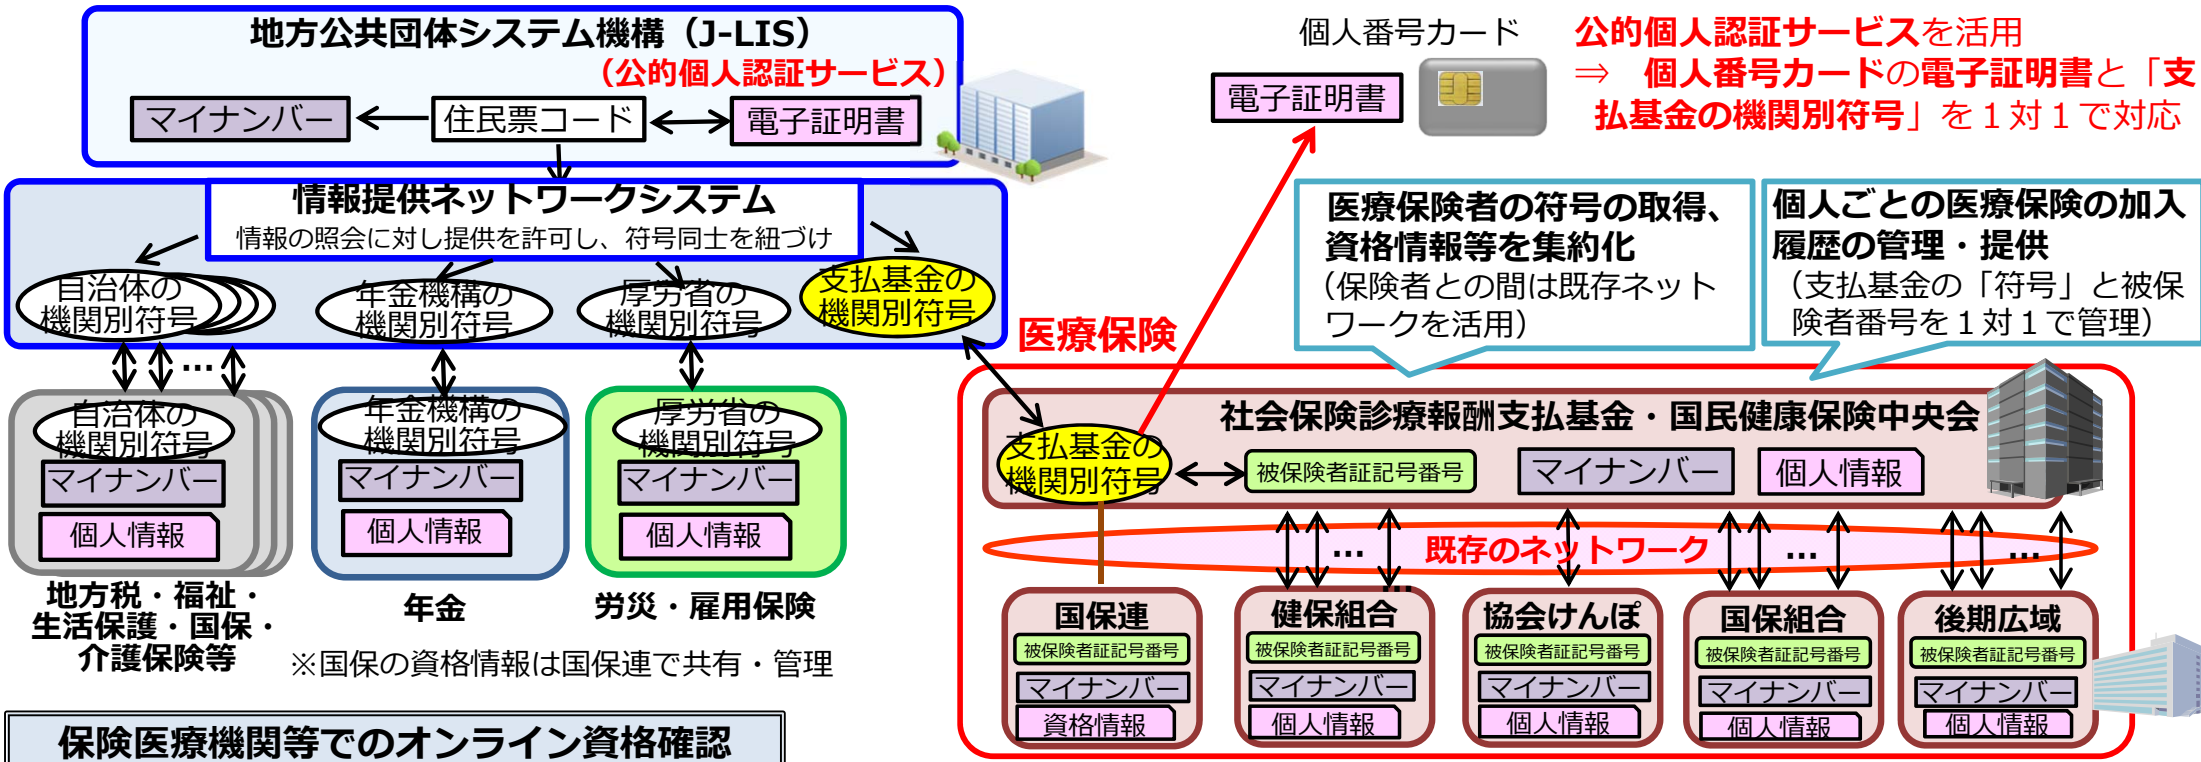 地方公共団体システム機構（J-LIS）
（公的個人認証サービス）
マイナンバー
住民票コード
電子証明書
情報提供ネットワークシステム
情報の照会に対し提供を許可し、符号同士を紐づけ
自治体の
機関別符号
年金機構の
機関別符号
厚労省の
機関別符号
支払基金の
機関別符号
…
自治体の
機関別符号
マイナンバー
個人情報
地方税・福祉・
生活保護・国保・
介護保険等
年金機構の
機関別符号
マイナンバー
個人情報
年金
厚労省の
機関別符号
マイナンバー
個人情報
労災・雇用保険
※国保の資格情報は国保連で共有・管理
保険医療機関等でのオンライン資格確認
個人番号カード
電子証明書
公的個人認証サービスを活用
⇒　個人番号カードの電子証明書と「支
払基金の機関別符号」を１対１で対応
医療保険者の符号の取得、
資格情報等を集約化
（保険者との間は既存ネット
ワークを活用）
個人ごとの医療保険の加入
履歴の管理・提供
（支払基金の「符号」と被保
険者番号を１対１で管理）
医療保険
社会保険診療報酬支払基金・国民健康保険中央会
支払基金の
機関別符号
被保険者証記号番号
マイナンバー
個人情報
…
既存のネットワーク
…
…
…
国保連
被保険者証記号番号
マイナンバー
資格情報
健保組合
被保険者証記号番号
マイナンバー
個人情報
協会けんぽ
被保険者証記号番号
マイナンバー
個人情報
国保組合
被保険者証記号番号
マイナンバー
個人情報
後期広域
被保険者証記号番号
マイナンバー
個人情報